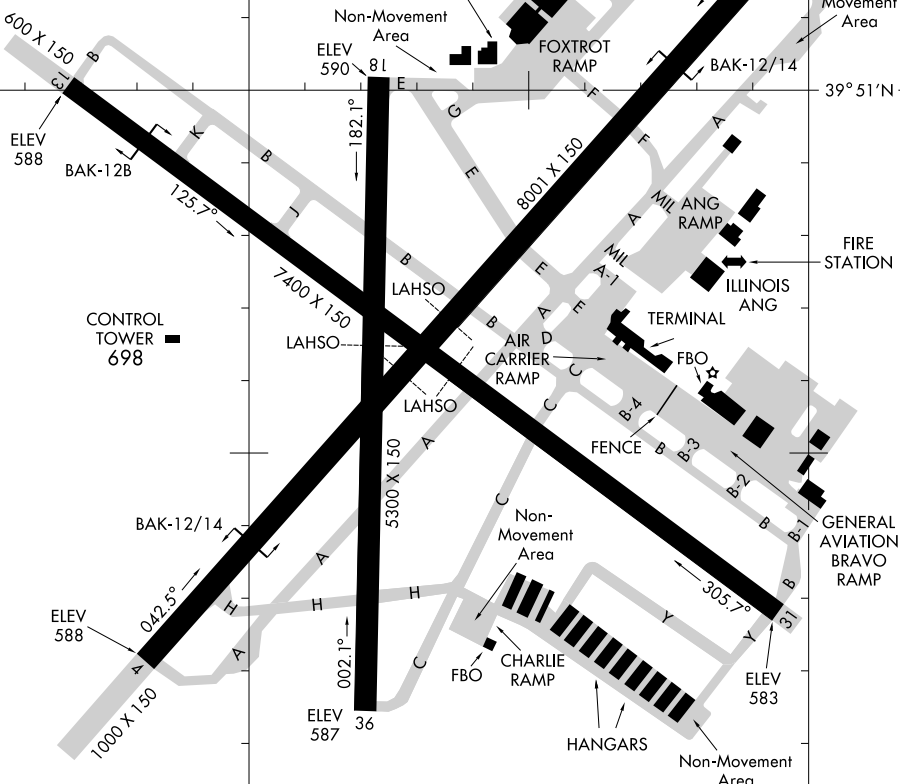 Non-Movement
Area
Movement
Area
600 X 150
B
13
ELEV
590
18
E
FOXTROT
RAMP
BAK-12/14
39°51'N
ELEV
588
K
182.1°
G
F
F
A
BAK-12B
B
E
8001 X 150
125.7°
J
MIL
ANG
RAMP
A
FIRE
STATION
7400 X 150
B
LAHSO
E
MIL
A-1
ILLINOIS
ANG
CONTROL
TOWER
698
LAHSO
B
A
E
D
TERMINAL
AIR
CARRIER
RAMP
C
FBO
LAHSO
C
B-4
A
FENCE
B
B-3
5300 X 150
C
B-2
BAK-12/14
Non-
Movement
Area
B
B-1
GENERAL
AVIATION
BRAVO
RAMP
A
042.5°
H
H
H
305.7°
B
ELEV
588
Y
31
A
002.1°
C
Y
4
FBO
CHARLIE
RAMP
ELEV
583
1000 X 150
ELEV
587
36
HANGARS
Non-Movement
Area